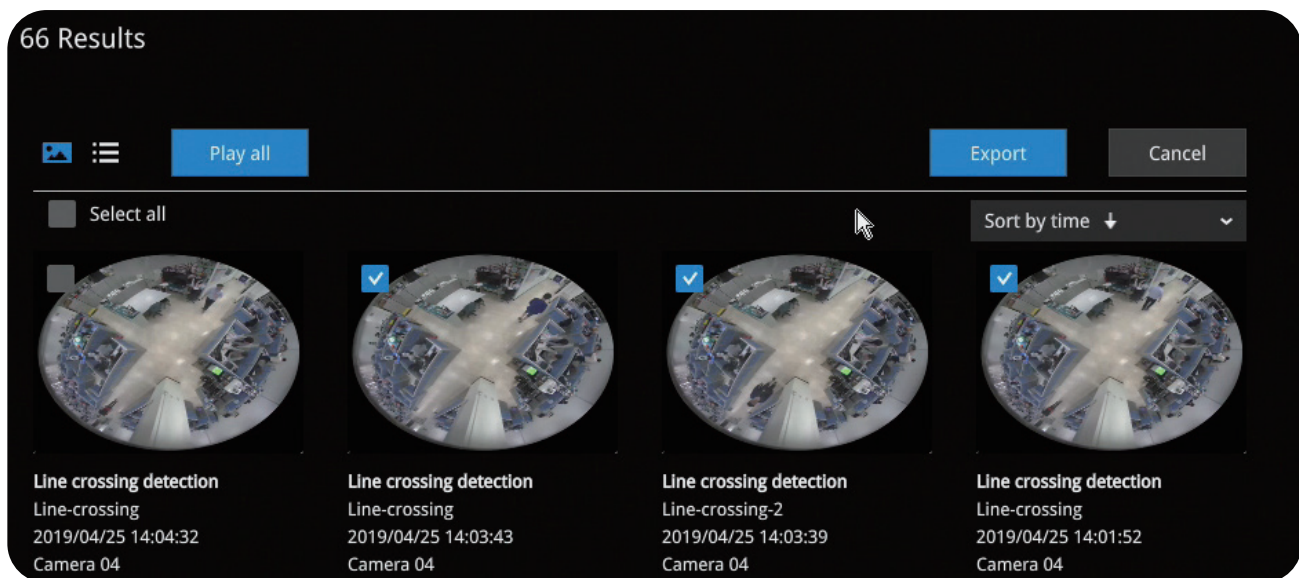 66 Results
Play all
Export
Cancel
Select all
Sort by time
Line crossing detection
Line-crossing
2019/04/25 14:04:32
Camera 04
Line crossing detection
Line-crossing
2019/04/25 14:03:43
Camera 04
Line crossing detection
Line-crossing-2
2019/04/25 14:03:39
Camera 04
Line crossing detection
Line-crossing
2019/04/25 14:01:52
Camera 04